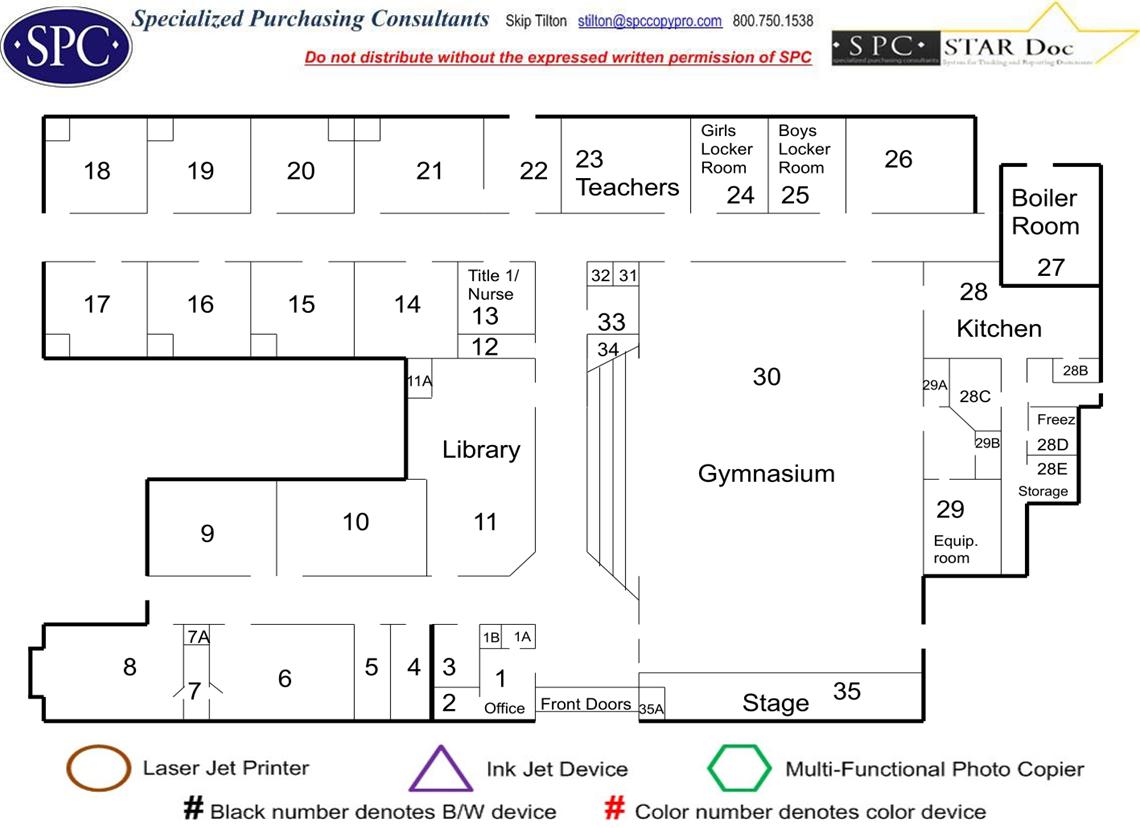 SPC
Specialized Purchasing Consultants Skip Tilton stilton@spccopypro.com 800.750.1538
Do not distribute without the expressed written permission of SPC
· S P C · STAR Doc
specialized purchasing consultants System for Tracking and Reporting Documents
18
19
20
21
22
23
Teachers
Girls
Locker
Room
24
Boys
Locker
Room
25
26
Boiler
Room
27
17
16
15
14
Title 1/
Nurse
13
12
32 31
33
34
30
Gymnasium
28
Kitchen
28B
29A
28C
29B
Freez
28D
28E
Storage
29
Equip.
room
11A
Library
11
10
9
8
7A
7
6
5
4
3
2
1B 1A
1
Office
Front Doors
35A
Stage 35
Laser Jet Printer
Ink Jet Device
Multi-Functional Photo Copier
# Black number denotes B/W device
# Color number denotes color device